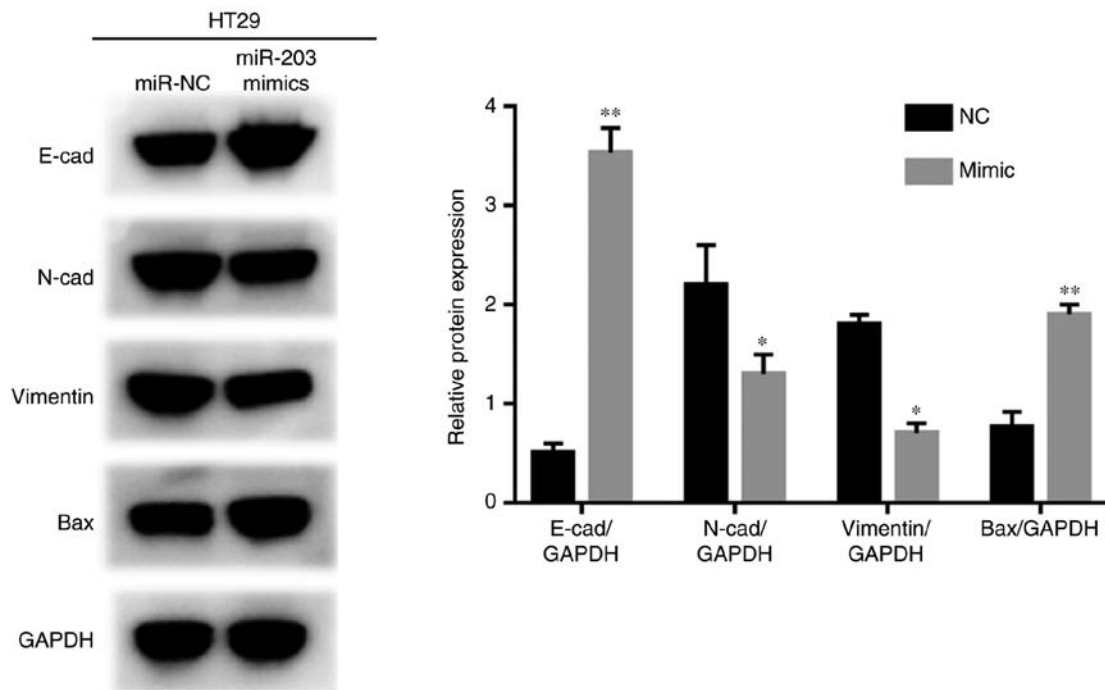 HT29
miR-NC
miR-203
mimics
E-cad
N-cad
Vimentin
Bax
GAPDH
Relative protein expression
4
3
2
1
0
**
*
*
**
NC
Mimic
E-cad/
GAPDH
N-cad/
GAPDH
Vimentin/
GAPDH
Bax/GAPDH